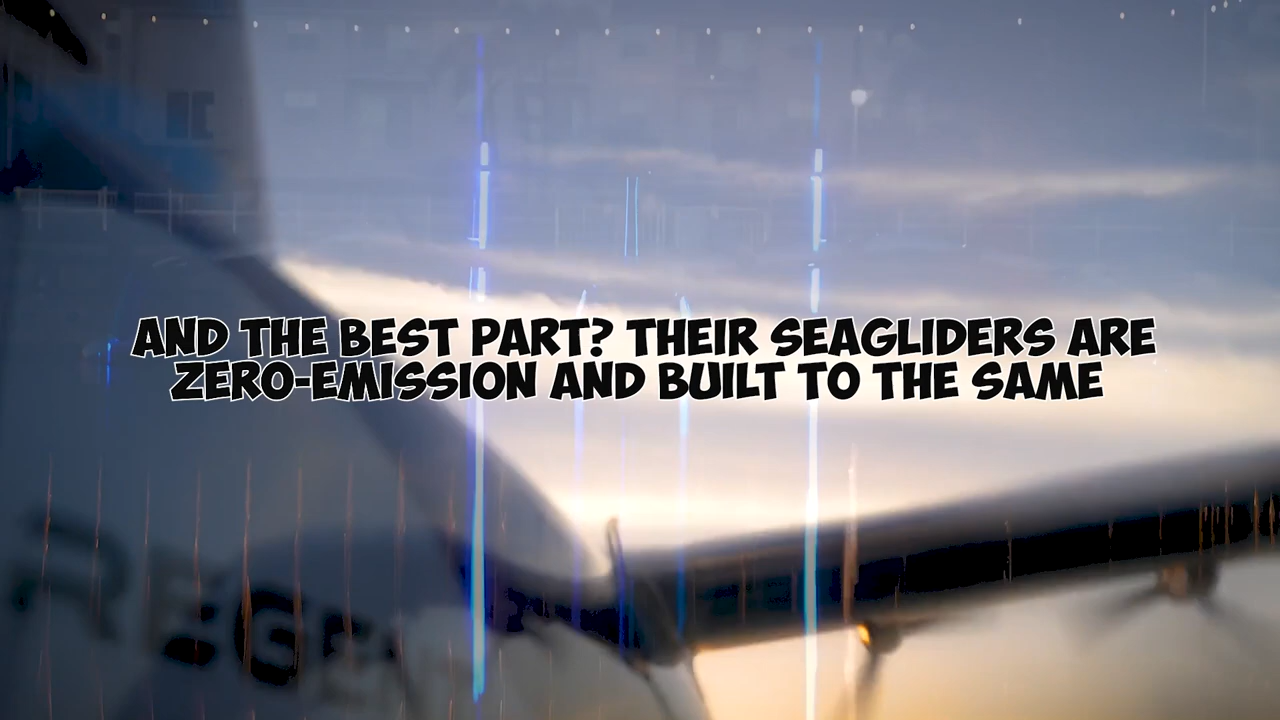 AND THE BEST PART? THEIR SEAGLIDERS ARE
ZERO-EMISSION AND BUILT TO THE SAME